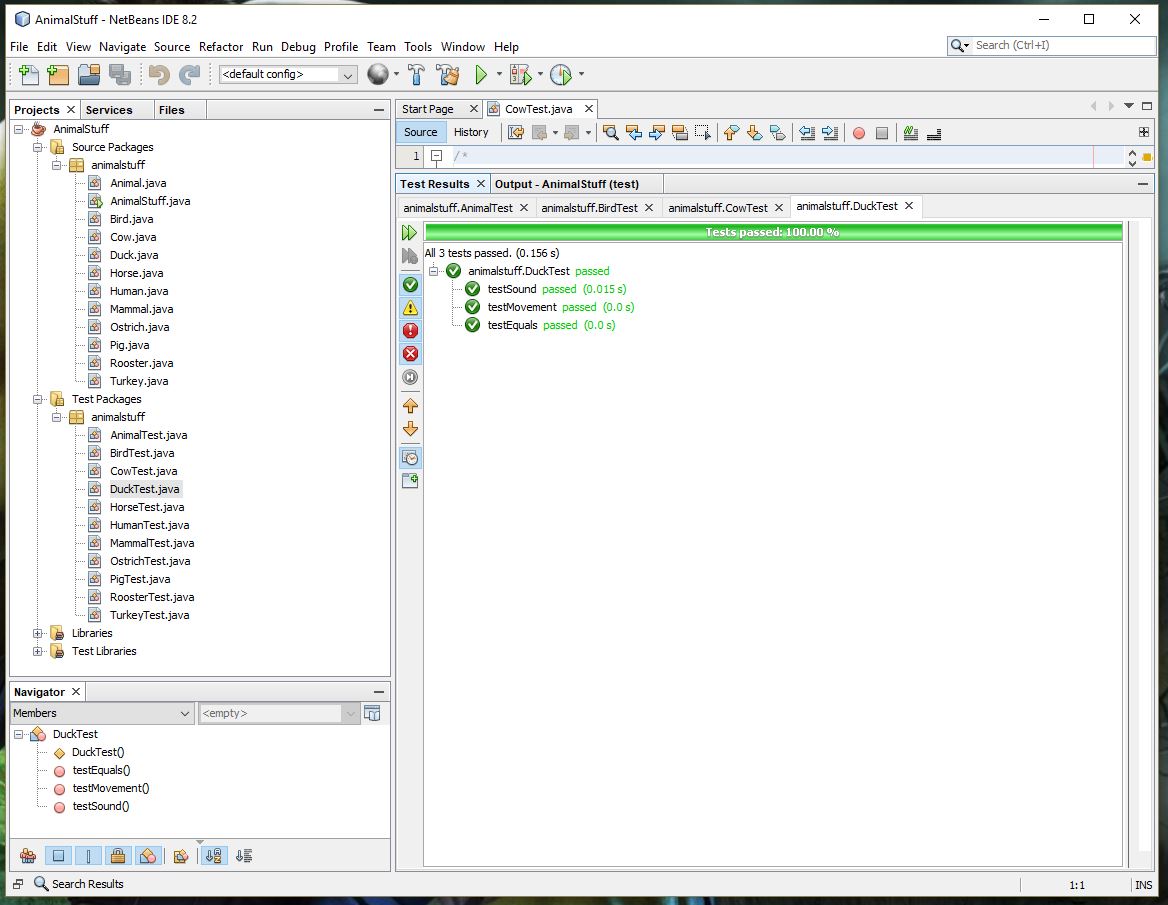 AnimalStuff - NetBeans IDE 8.2
File Edit View Navigate Source Refactor Run Debug Profile Team Tools Window Help
Search (Ctrl+I)
<default config>
Projects Services Files
AnimalStuff
Source Packages
animalstuff
Animal.java
AnimalStuff.java
Bird.java
Cow.java
Duck.java
Horse.java
Human.java
Mammal.java
Ostrich.java
Pig.java
Rooster.java
Turkey.java
Test Packages
animalstuff
AnimalTest.java
BirdTest.java
CowTest.java
DuckTest.java
HorseTest.java
HumanTest.java
MammalTest.java
OstrichTest.java
PigTest.java
RoosterTest.java
TurkeyTest.java
Libraries
Test Libraries
Navigator
Members <empty>
DuckTest
DuckTest()
testEquals()
testMovement()
testSound()
Start Page CowTest.java
Source History
1 /*
Test Results Output - AnimalStuff (test)
animalstuff.AnimalTest animalstuff.BirdTest animalstuff.CowTest animalstuff.DuckTest
Tests passed: 100.00 %
All 3 tests passed. (0.156 s)
animalstuff.DuckTest passed
testSound passed (0.015 s)
testMovement passed (0.0 s)
testEquals passed (0.0 s)
Search Results
1:1 INS